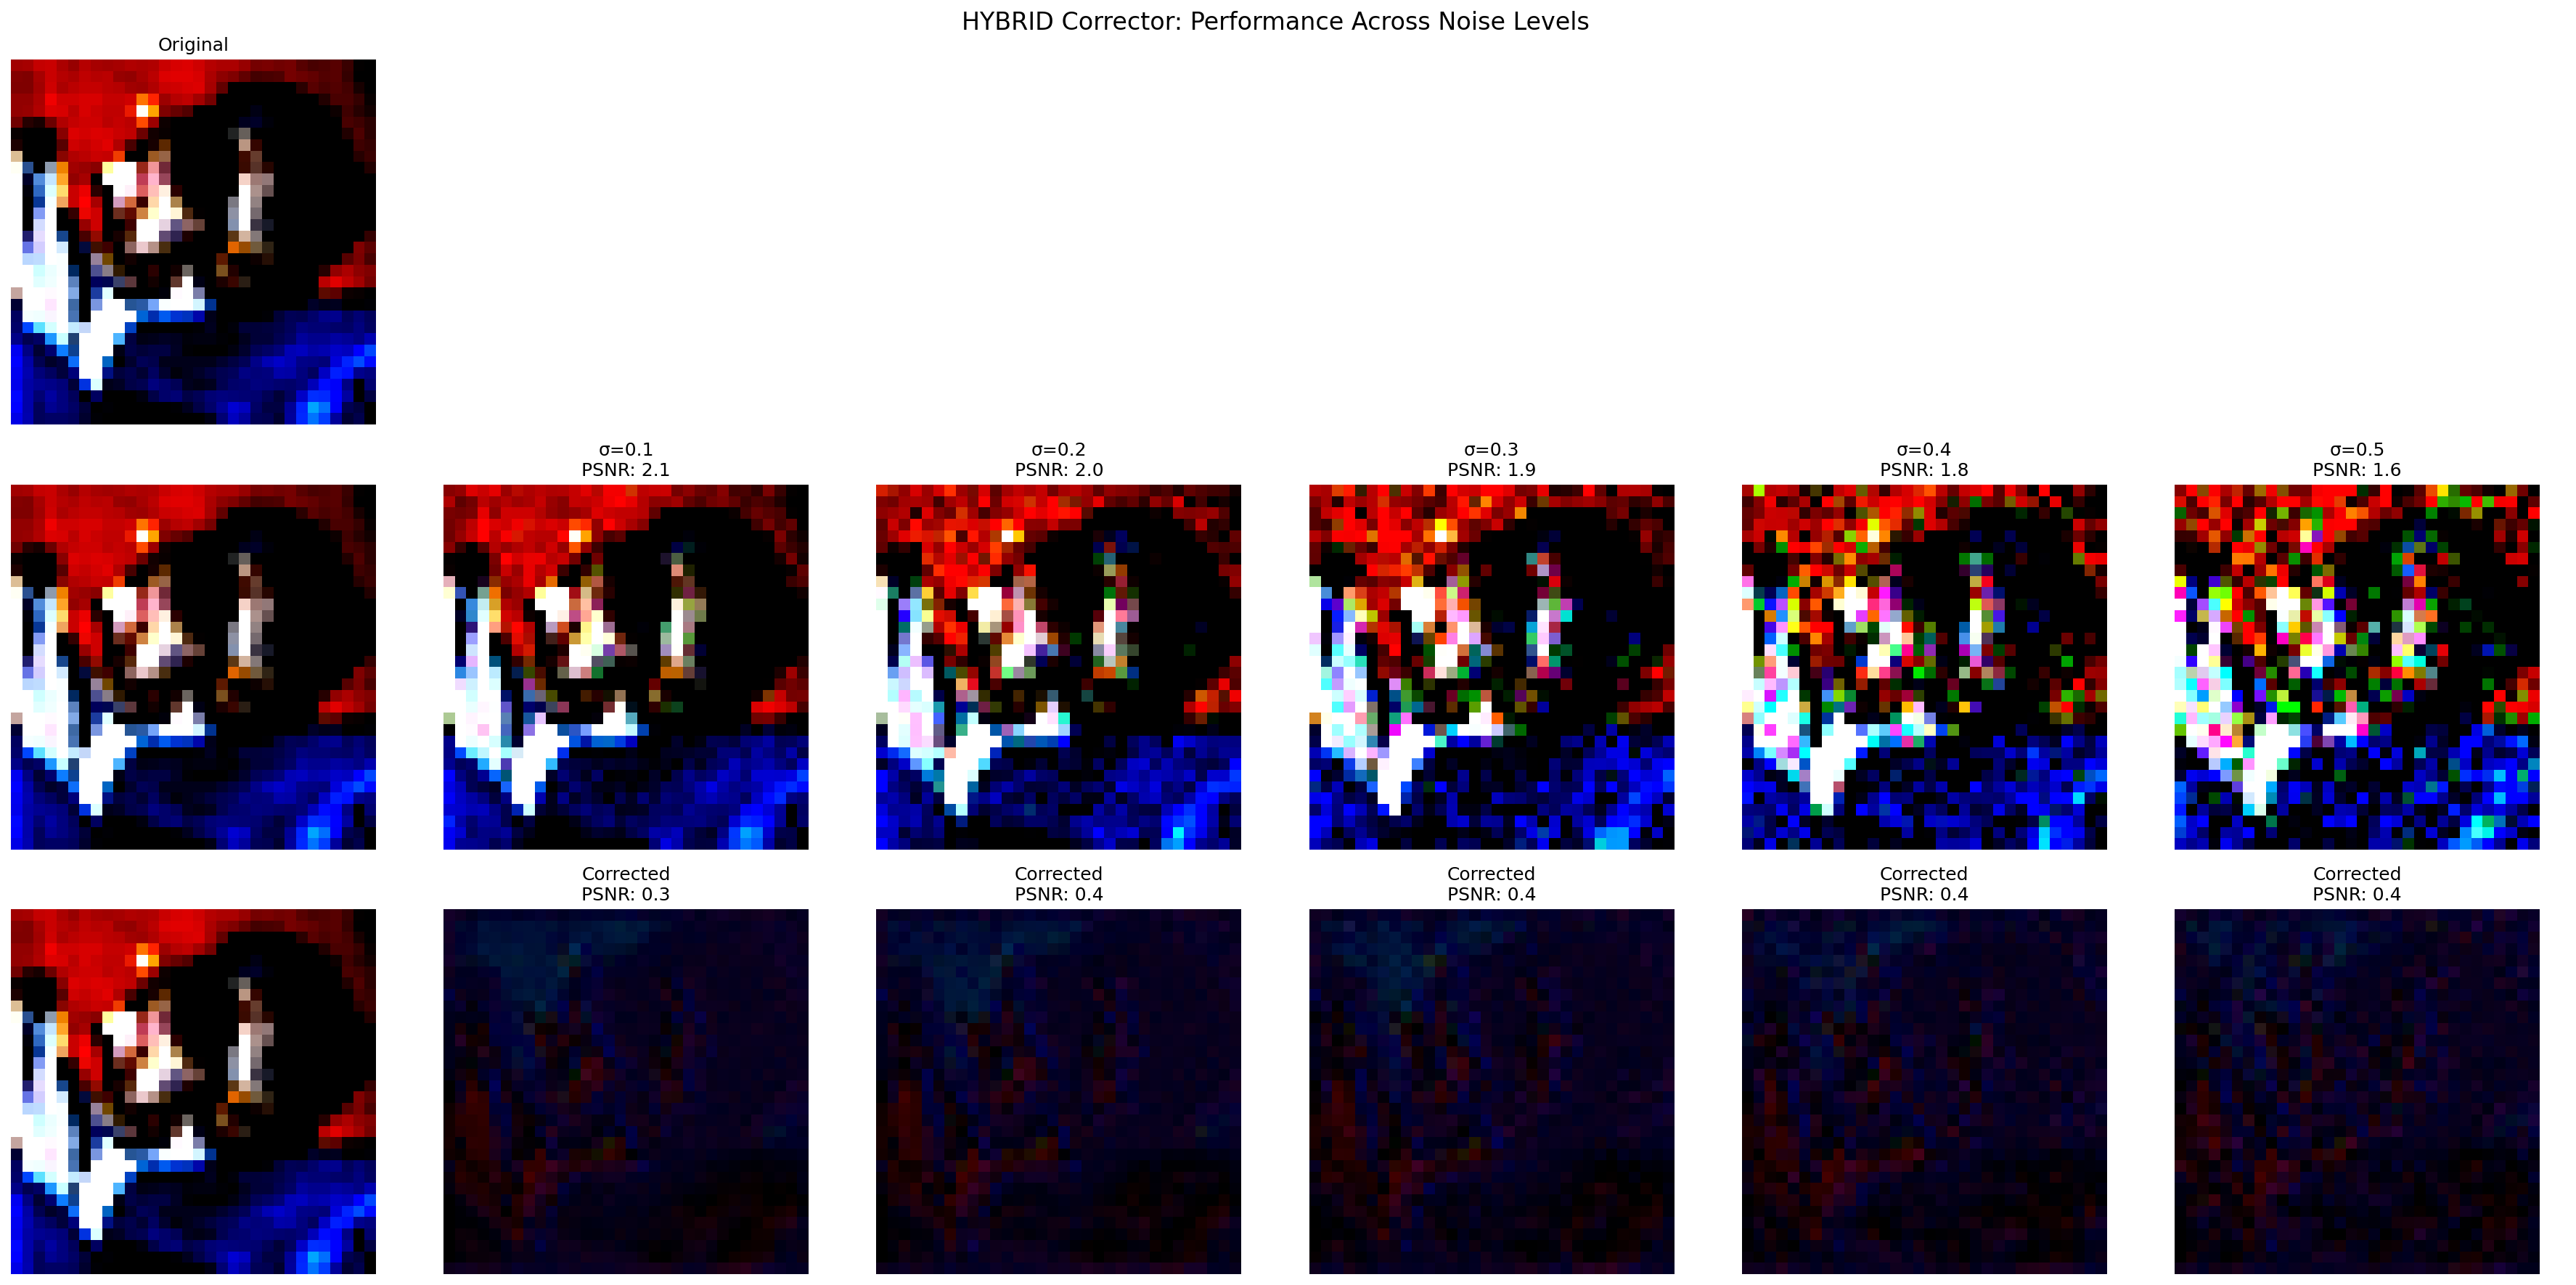 HYBRID Corrector: Performance Across Noise Levels
Original
σ=0.1
PSNR: 2.1
σ=0.2
PSNR: 2.0
σ=0.3
PSNR: 1.9
σ=0.4
PSNR: 1.8
σ=0.5
PSNR: 1.6
Corrected
PSNR: 0.3
Corrected
PSNR: 0.4
Corrected
PSNR: 0.4
Corrected
PSNR: 0.4
Corrected
PSNR: 0.4